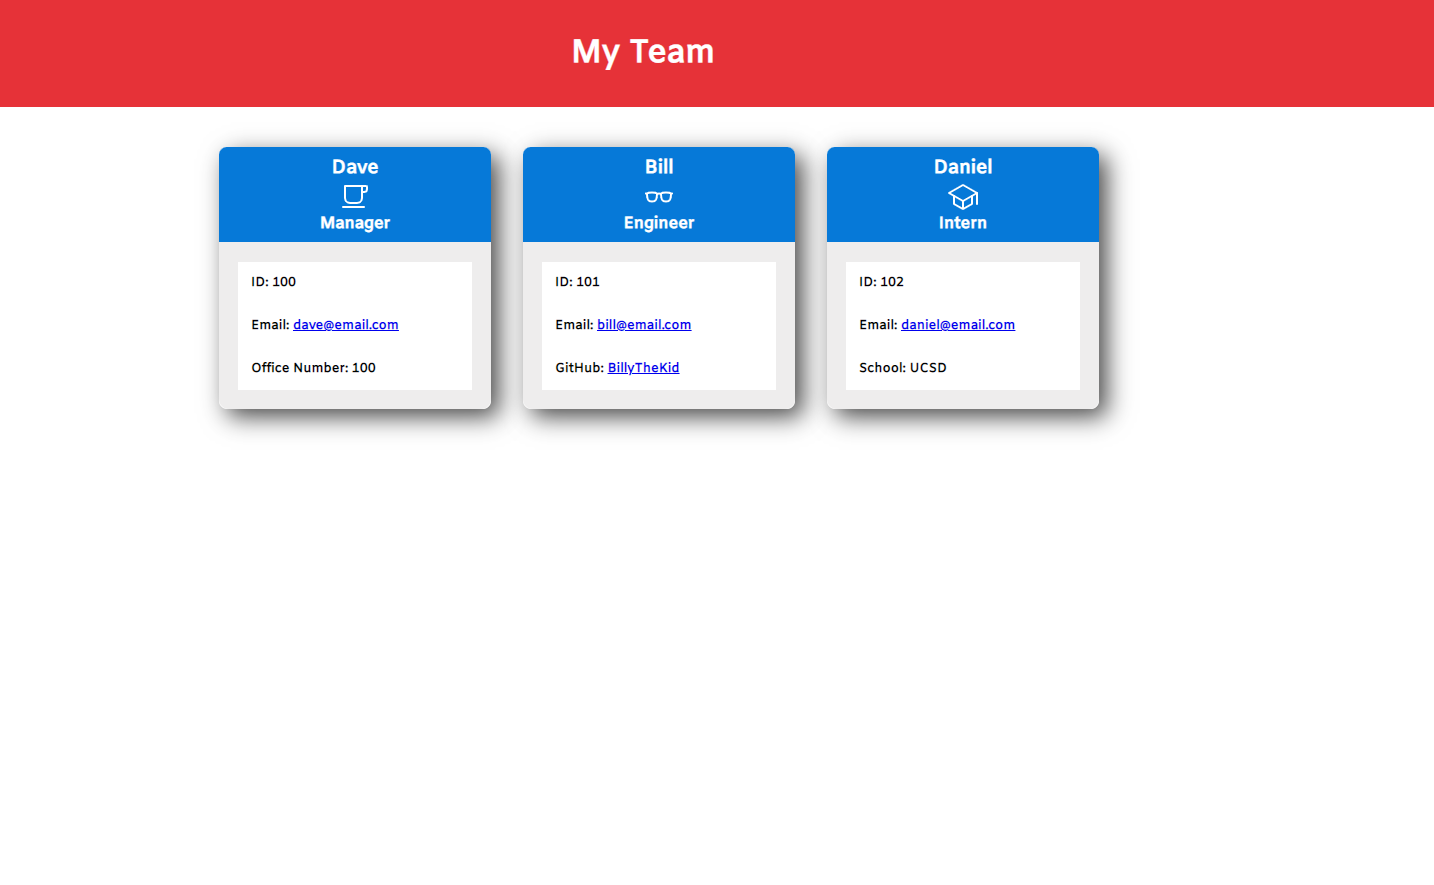 My Team
Dave
Manager
ID: 100
Email: dave@email.com
Office Number: 100
Bill
Engineer
ID: 101
Email: bill@email.com
GitHub: BillyTheKid
Daniel
Intern
ID: 102
Email: daniel@email.com
School: UCSD